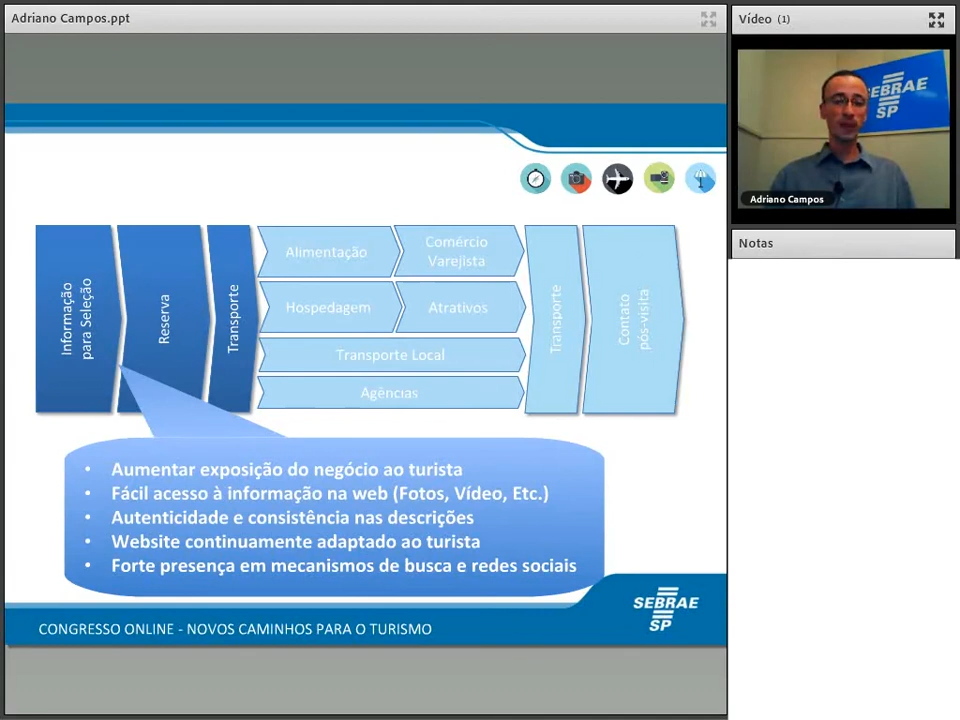 Adriano Campos.ppt
Vídeo (1)
SEBRAE
SP
Adriano Campos
Notas
Informação
para Seleção
Reserva
Transporte
Alimentação
Comércio
Varejista
Hospedagem
Atrativos
Transporte Local
Agências
Transporte
Contato
pós-visita
• Aumentar exposição do negócio ao turista
• Fácil acesso à informação na web (Fotos, Vídeo, Etc.)
• Autenticidade e consistência nas descrições
• Website continuamente adaptado ao turista
• Forte presença em mecanismos de busca e redes sociais
CONGRESSO ONLINE - NOVOS CAMINHOS PARA O TURISMO
SEBRAE
SP